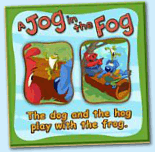 A Jog in the Fog
The dog and the hog
play with the frog.